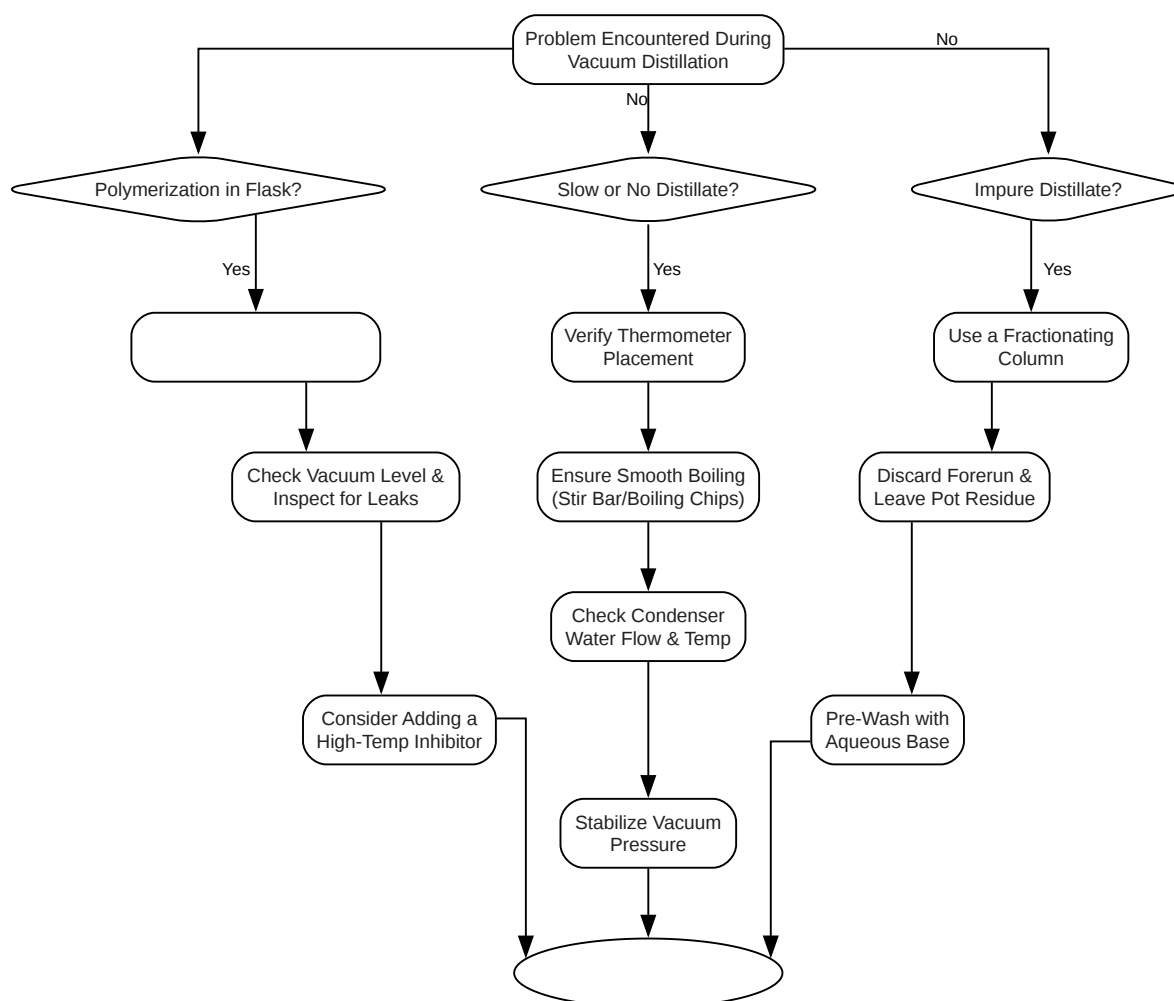 Problem Encountered During
Vacuum Distillation
No
No
Polymerization in Flask?
Slow or No Distillate?
Impure Distillate?
Yes
Yes
Yes
Verify Thermometer
Placement
Use a Fractionating
Column
Check Vacuum Level &
Inspect for Leaks
Ensure Smooth Boiling
(Stir Bar/Boiling Chips)
Discard Forerun &
Leave Pot Residue
Check Condenser
Water Flow & Temp
Consider Adding a
High-Temp Inhibitor
Pre-Wash with
Aqueous Base
Stabilize Vacuum
Pressure